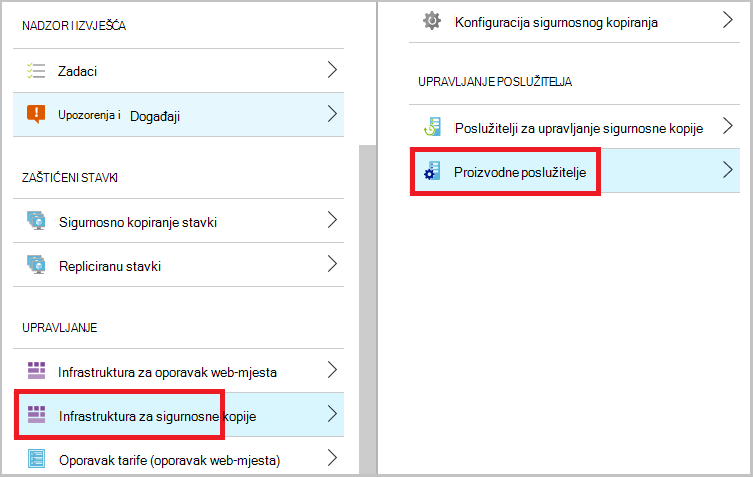 NADZOR I IZVJEŠĆA
Zadaci
Upozorenja i Događaji
ZAŠTIĆENI STAVKI
Sigurnosno kopiranje stavki
Repliciranu stavki
UPRAVLJANJE
Infrastruktura za oporavak web-mjesta
Infrastruktura za sigurnosne kopije
Oporavak tarife (oporavak web-mjesta)
Konfiguracija sigurnosnog kopiranja
UPRAVLJANJE POSLUŽITELJA
Poslužitelji za upravljanje sigurnosne kopije
Proizvodne poslužitelje